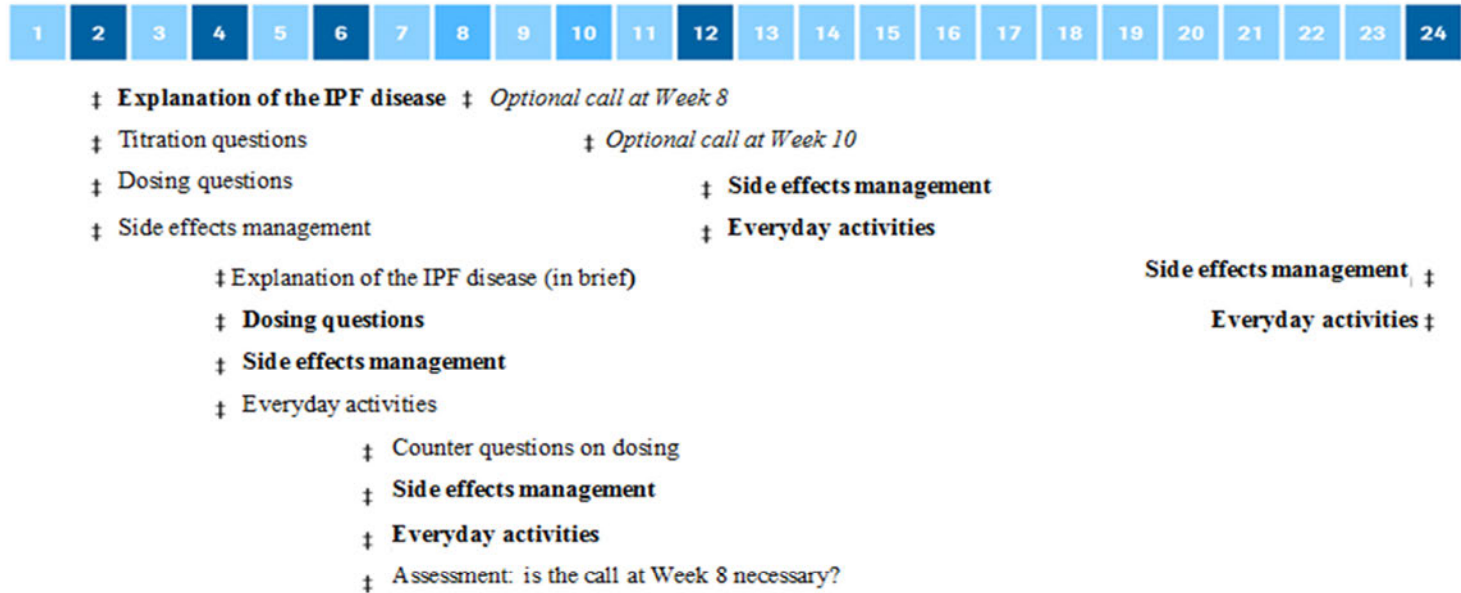 1 2 3 4 5 6 7 8 9 10 11 12 13 14 15 16 17 18 19 20 21 22 23 24
‡ Explanation of the IPF disease ‡ Optional call at Week 8
‡ Titration questions ‡ Optional call at Week 10
‡ Dosing questions ‡ Side effects management
‡ Side effects management ‡ Everyday activities
‡ Explanation of the IPF disease (in brief) Side effects management ‡
‡ Dosing questions Everyday activities ‡
‡ Side effects management
‡ Everyday activities
‡ Counter questions on dosing
‡ Side effects management
‡ Everyday activities
‡ Assessment: is the call at Week 8 necessary?